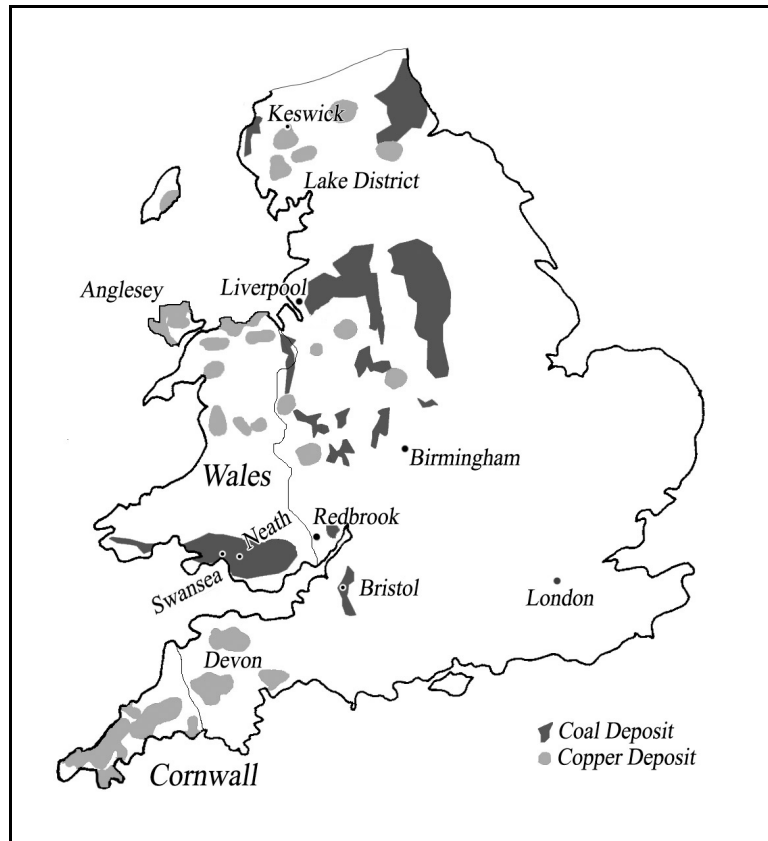 Keswick
Lake District
Anglesey
Liverpool
Birmingham
Wales
Redbrook
Neath
Swansea
Bristol
London
Devon
Coal Deposit
Copper Deposit
Cornwall